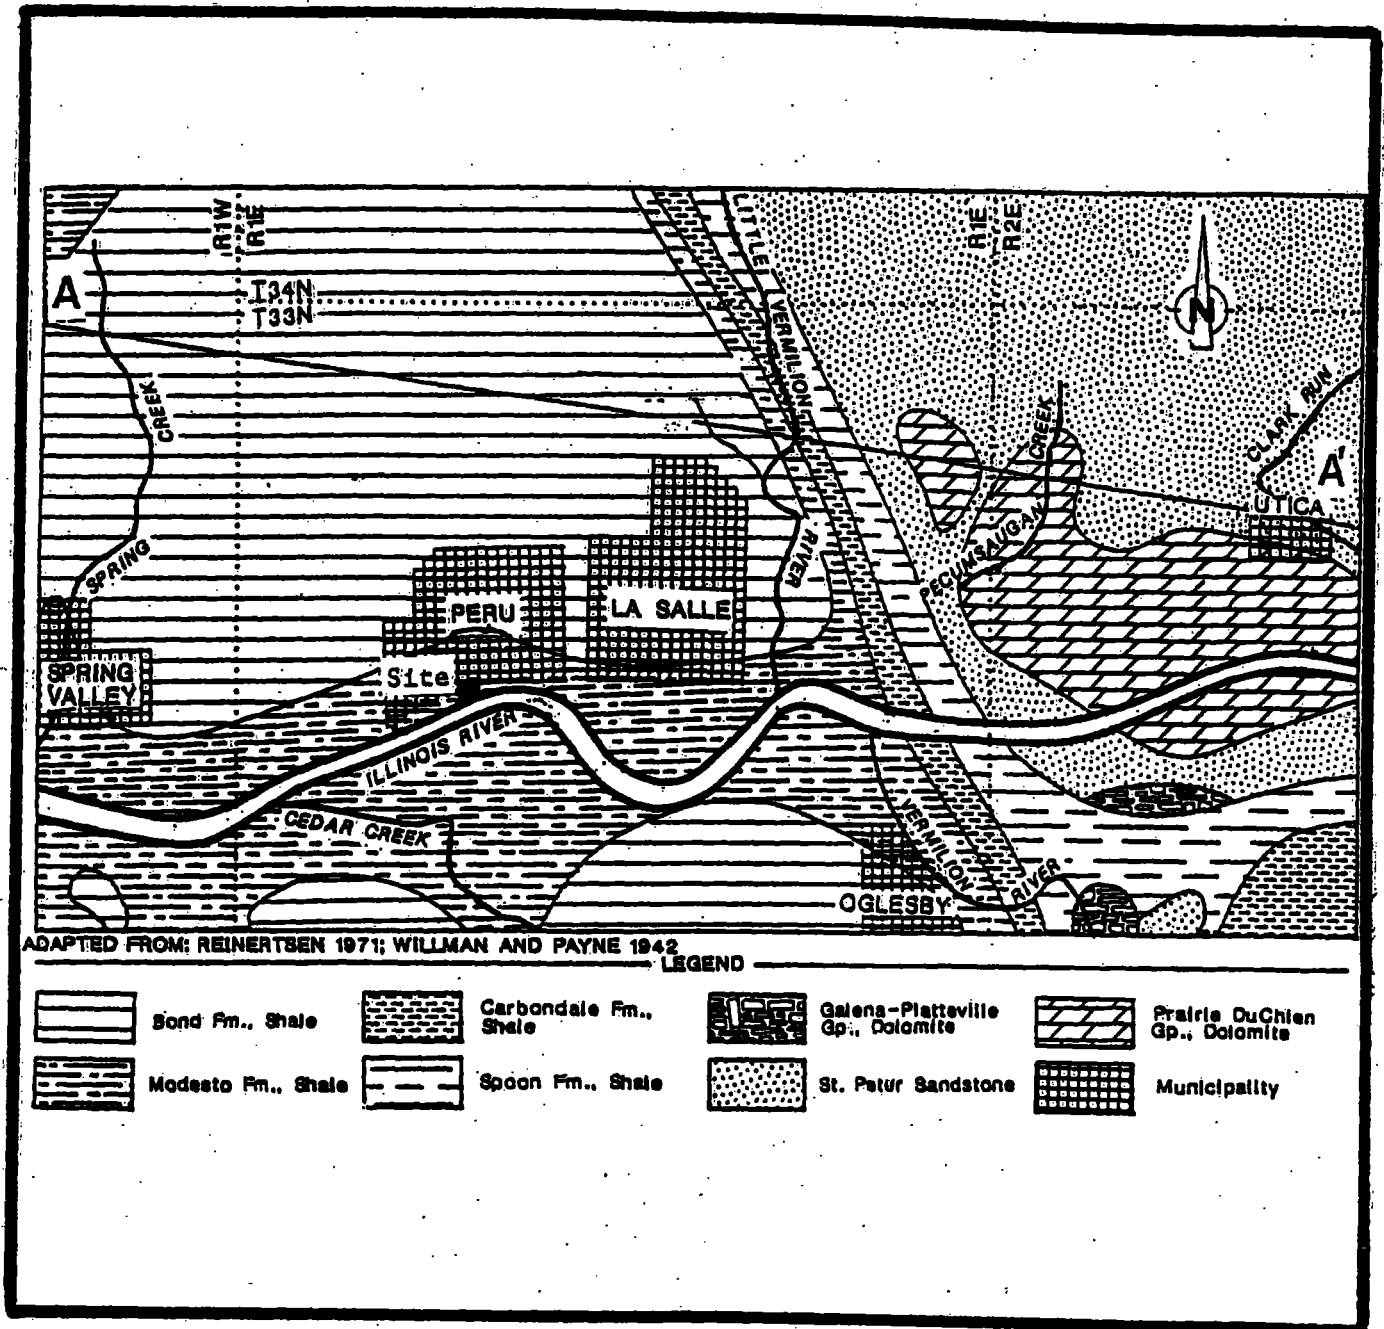 R1W
R1E
LITTLE
VERMILION
RIVER
R1E
R2E
A
T34N
T33N
N
CREEK
SPRING
CREEK
PECUMSAUGAN
CLARK RUN
A'
UTICA
PERU
LA SALLE
SPRING
VALLEY
Site
ILLINOIS RIVER
CEDAR CREEK
VERMILION
RIVER
OGLESBY
ADAPTED FROM: REINERTSEN 1971; WILLMAN AND PAYNE 1942
LEGEND
Bond Fm., Shale
Carbondale Fm.,
Shale
Galena-Platteville
Gp., Dolomite
Prairie DuChien
Gp., Dolomite
Modesto Fm., Shale
Spoon Fm., Shale
St. Petur Sandstone
Municipality